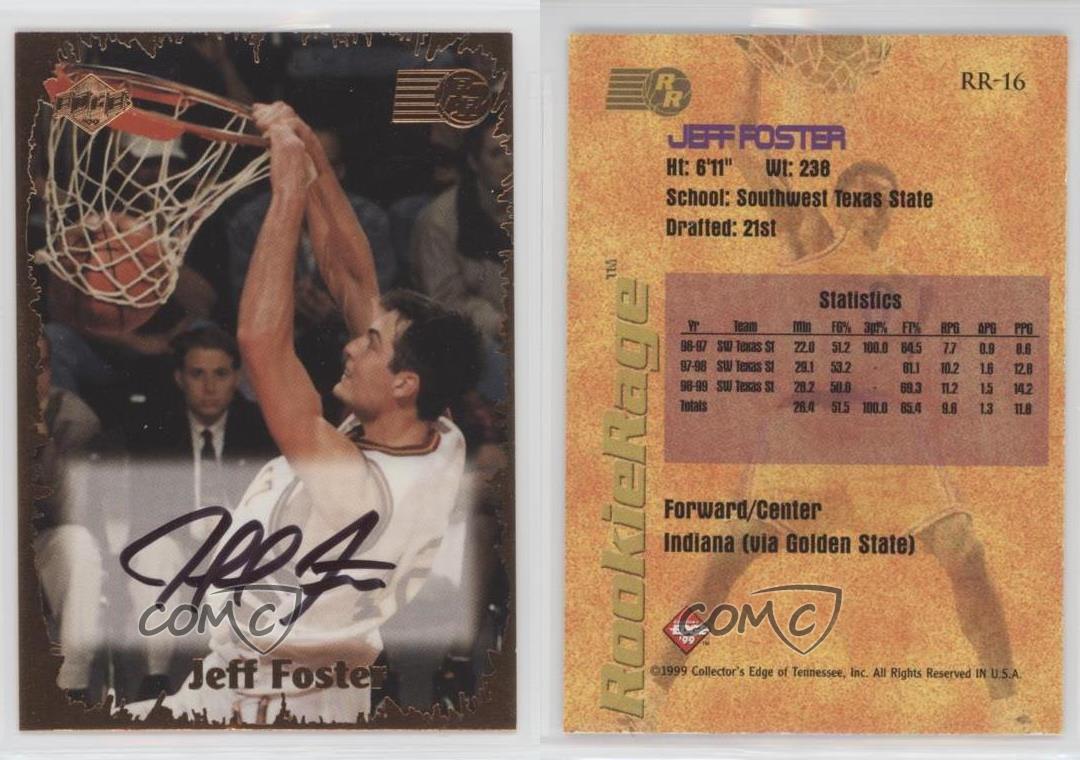 EDGE
RR
Jeff Foster
COMC
RR
RR-16
JEFF FOSTER
Ht: 6'11" Wt: 238
School: Southwest Texas State
Drafted: 21st
Statistics
Yr Team Min FG% 3pt% FT% RPG APG PPG
96-97 SW Texas St 22.0 51.2 100.0 64.5 7.7 0.9 8.6
97-98 SW Texas St 29.1 53.2 - 61.1 10.2 1.6 12.8
98-99 SW Texas St 28.2 50.0 - 69.3 11.2 1.5 14.2
Totals 26.4 51.5 100.0 65.4 9.6 1.3 11.8
RookieRage™
Forward/Center
Indiana (via Golden State)
COMC
©1999 Collector's Edge of Tennessee, Inc. All Rights Reserved IN U.S.A.